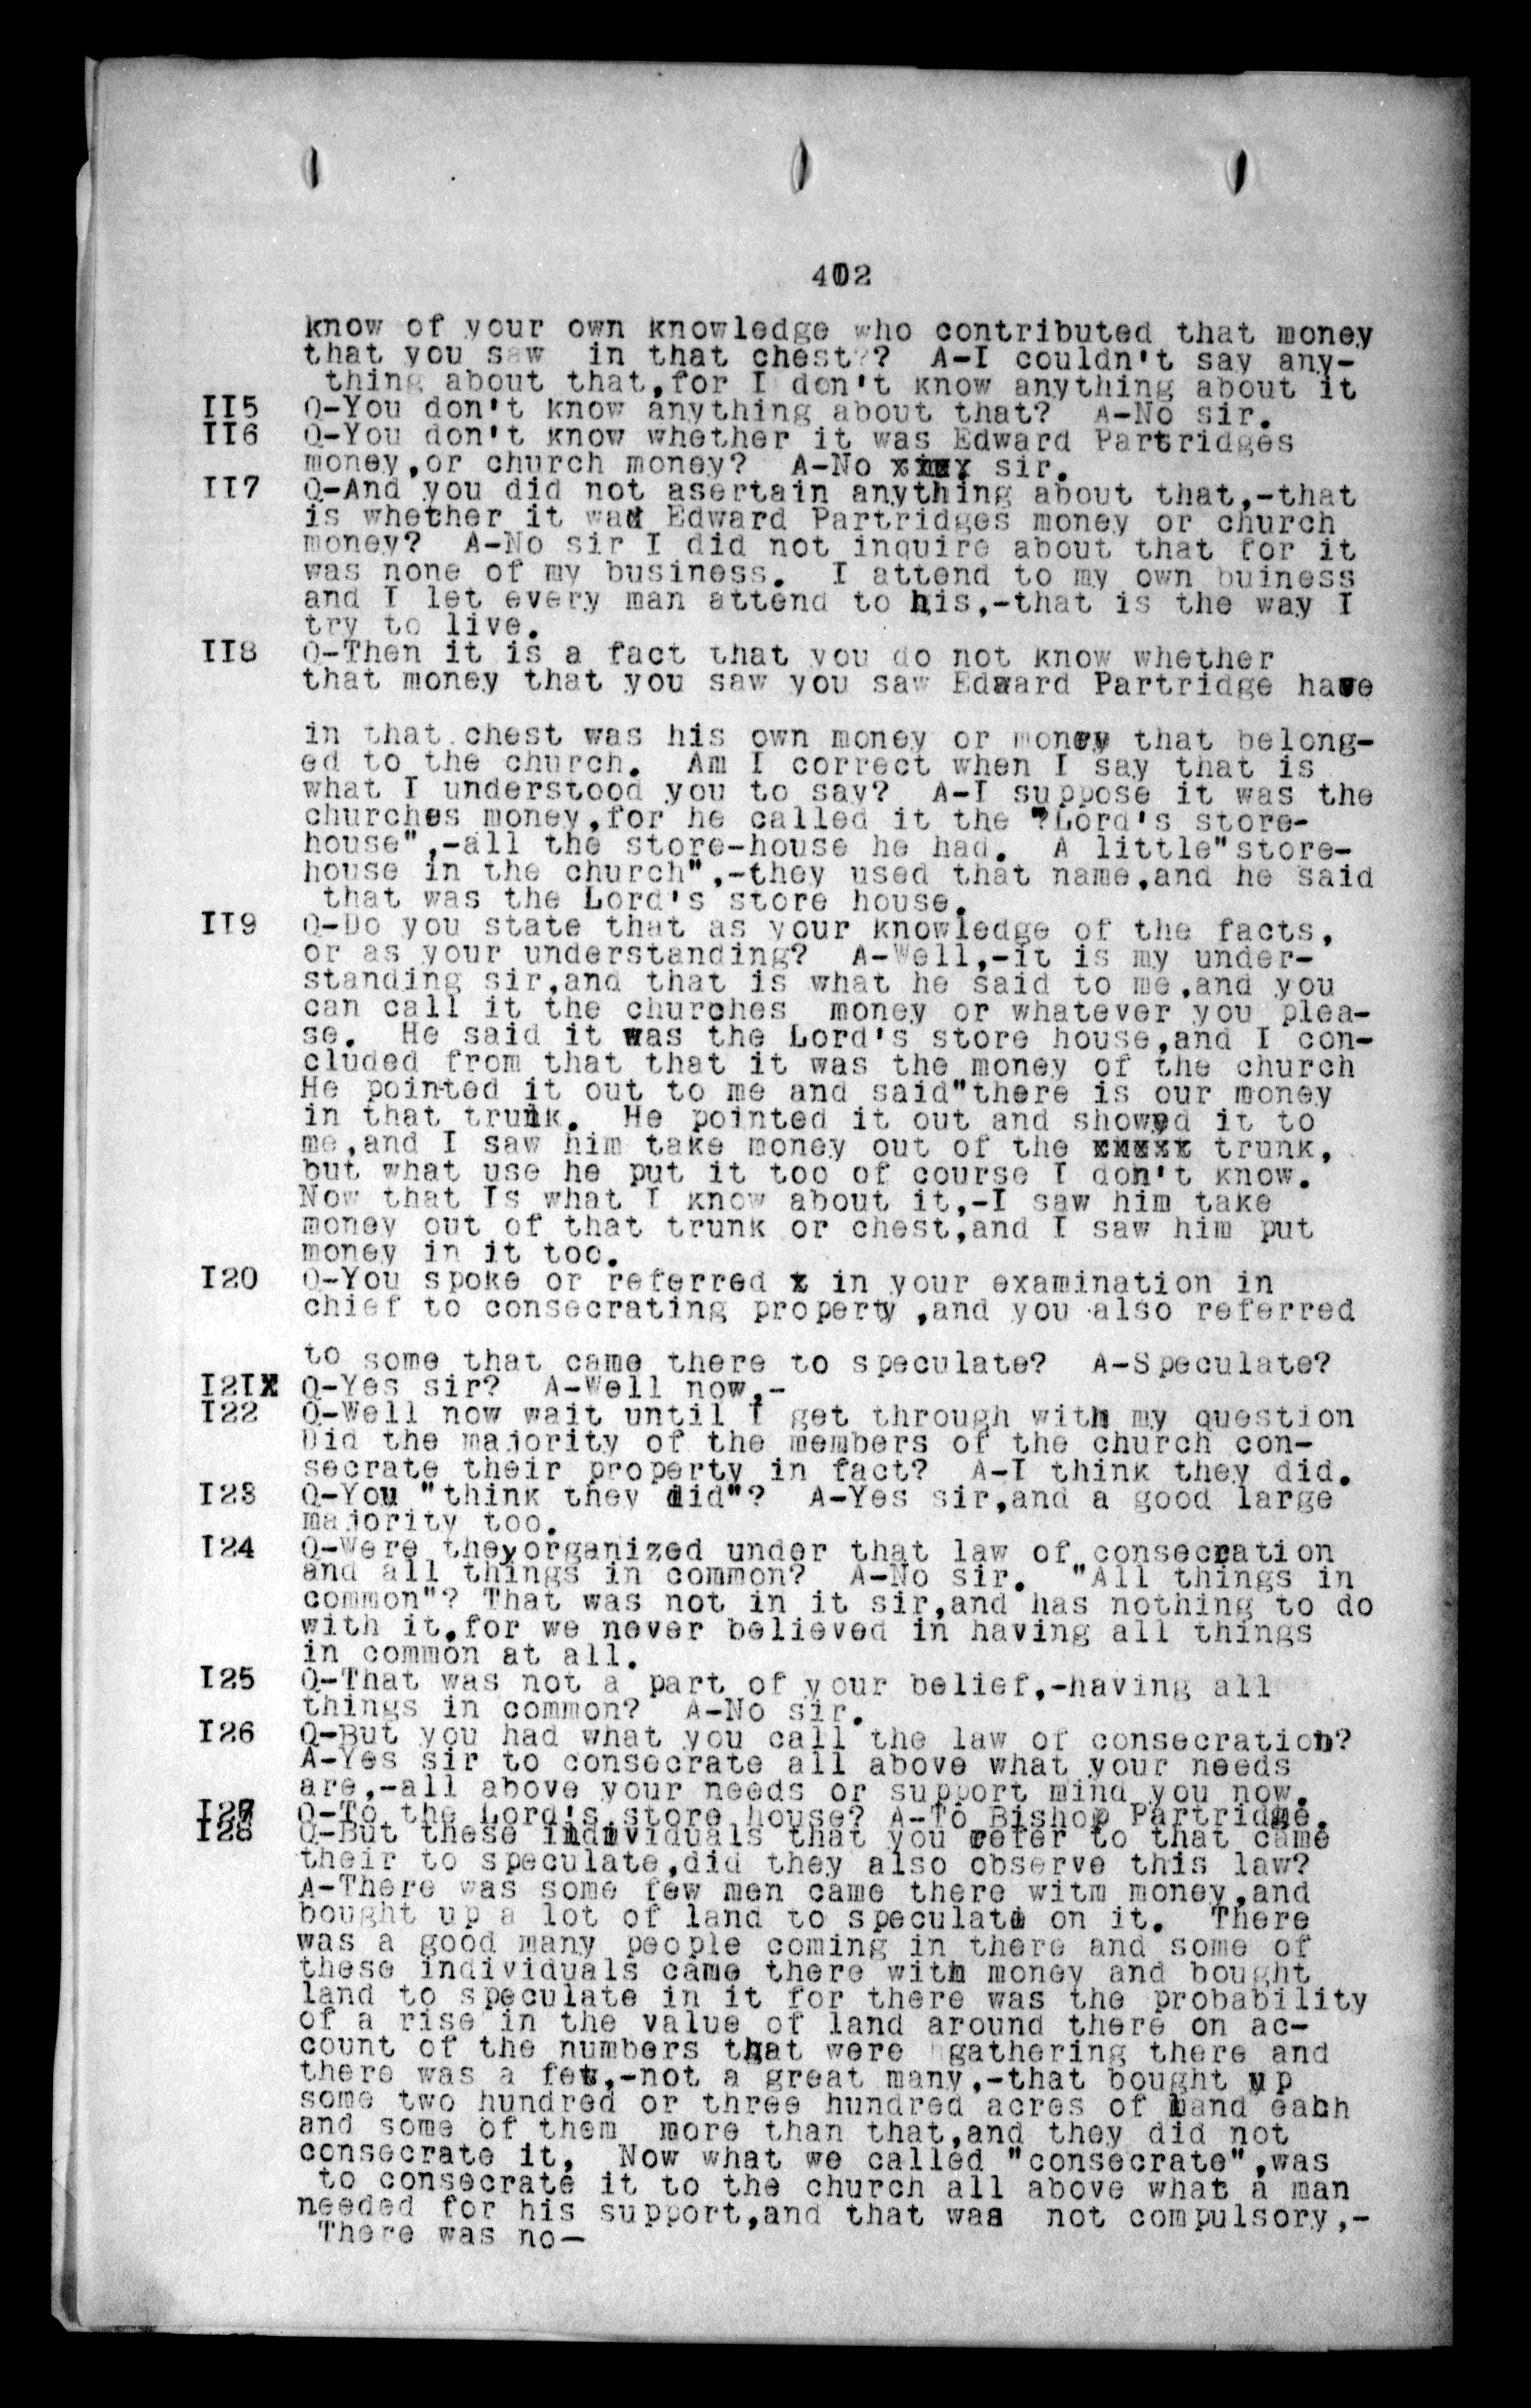 402
know of your own knowledge who contributed that money
that you saw in that chest?? A-I couldn't say any-
thing about that,for I don't know anything about it
II5 Q-You don't know anything about that? A-No sir.
II6 Q-You don't know whether it was Edward Partridges
money,or church money? A-No sir.
II7 Q-And you did not asertain anything about that,-that
is whether it was Edward Partridges money or church
money? A-No sir I did not inquire about that for it
was none of my business. I attend to my own buiness
and I let every man attend to his,-that is the way I
try to live.
II8 Q-Then it is a fact that you do not know whether
that money that you saw you saw Edward Partridge have
in that chest was his own money or money that belong-
ed to the church. Am I correct when I say that is
what I understood you to say? A-I suppose it was the
churches money,for he called it the "Lord's store-
house",-all the store-house he had. A little"store-
house in the church",-they used that name,and he said
that was the Lord's store house.
II9 Q-Do you state that as your knowledge of the facts,
or as your understanding? A-Well,-it is my under-
standing sir,and that is what he said to me,and you
can call it the churches money or whatever you plea-
se. He said it was the Lord's store house,and I con-
cluded from that that it was the money of the church
He pointed it out to me and said"there is our money
in that trunk. He pointed it out and showed it to
me,and I saw him take money out of the xxxxx trunk,
but what use he put it too of course I don't know.
Now that Is what I know about it,-I saw him take
money out of that trunk or chest,and I saw him put
money in it too.
I20 Q-You spoke or referred x in your examination in
chief to consecrating property ,and you also referred
to some that came there to speculate? A-Speculate?
I2IX Q-Yes sir? A-Well now,-
I22 Q-Well now wait until I get through with my question
Did the majority of the members of the church con-
secrate their property in fact? A-I think they did.
I23 Q-You "think they did"? A-Yes sir,and a good large
majority too.
I24 Q-Were theyorganized under that law of consecration
and all things in common? A-No sir. "All things in
common"? That was not in it sir,and has nothing to do
with it,for we never believed in having all things
in common at all.
I25 Q-That was not a part of your belief,-having all
things in common? A-No sir.
I26 Q-But you had what you call the law of consecration?
A-Yes sir to consecrate all above what your needs
are,-all above your needs or support mind you now.
I27 Q-To the Lord's store house? A-To Bishop Partridge.
I28 Q-But these individuals that you refer to that came
their to speculate,did they also observe this law?
A-There was some few men came there witm money,and
bought up a lot of land to speculate on it. There
was a good many people coming in there and some of
these individuals came there with money and bought
land to speculate in it for there was the probability
of a rise in the value of land around there on ac-
count of the numbers that were gathering there and
there was a few,-not a great many,-that bought up
some two hundred or three hundred acres of land each
and some of them more than that,and they did not
consecrate it, Now what we called "consecrate",was
to consecrate it to the church all above what a man
needed for his support,and that was not compulsory,-
There was no-